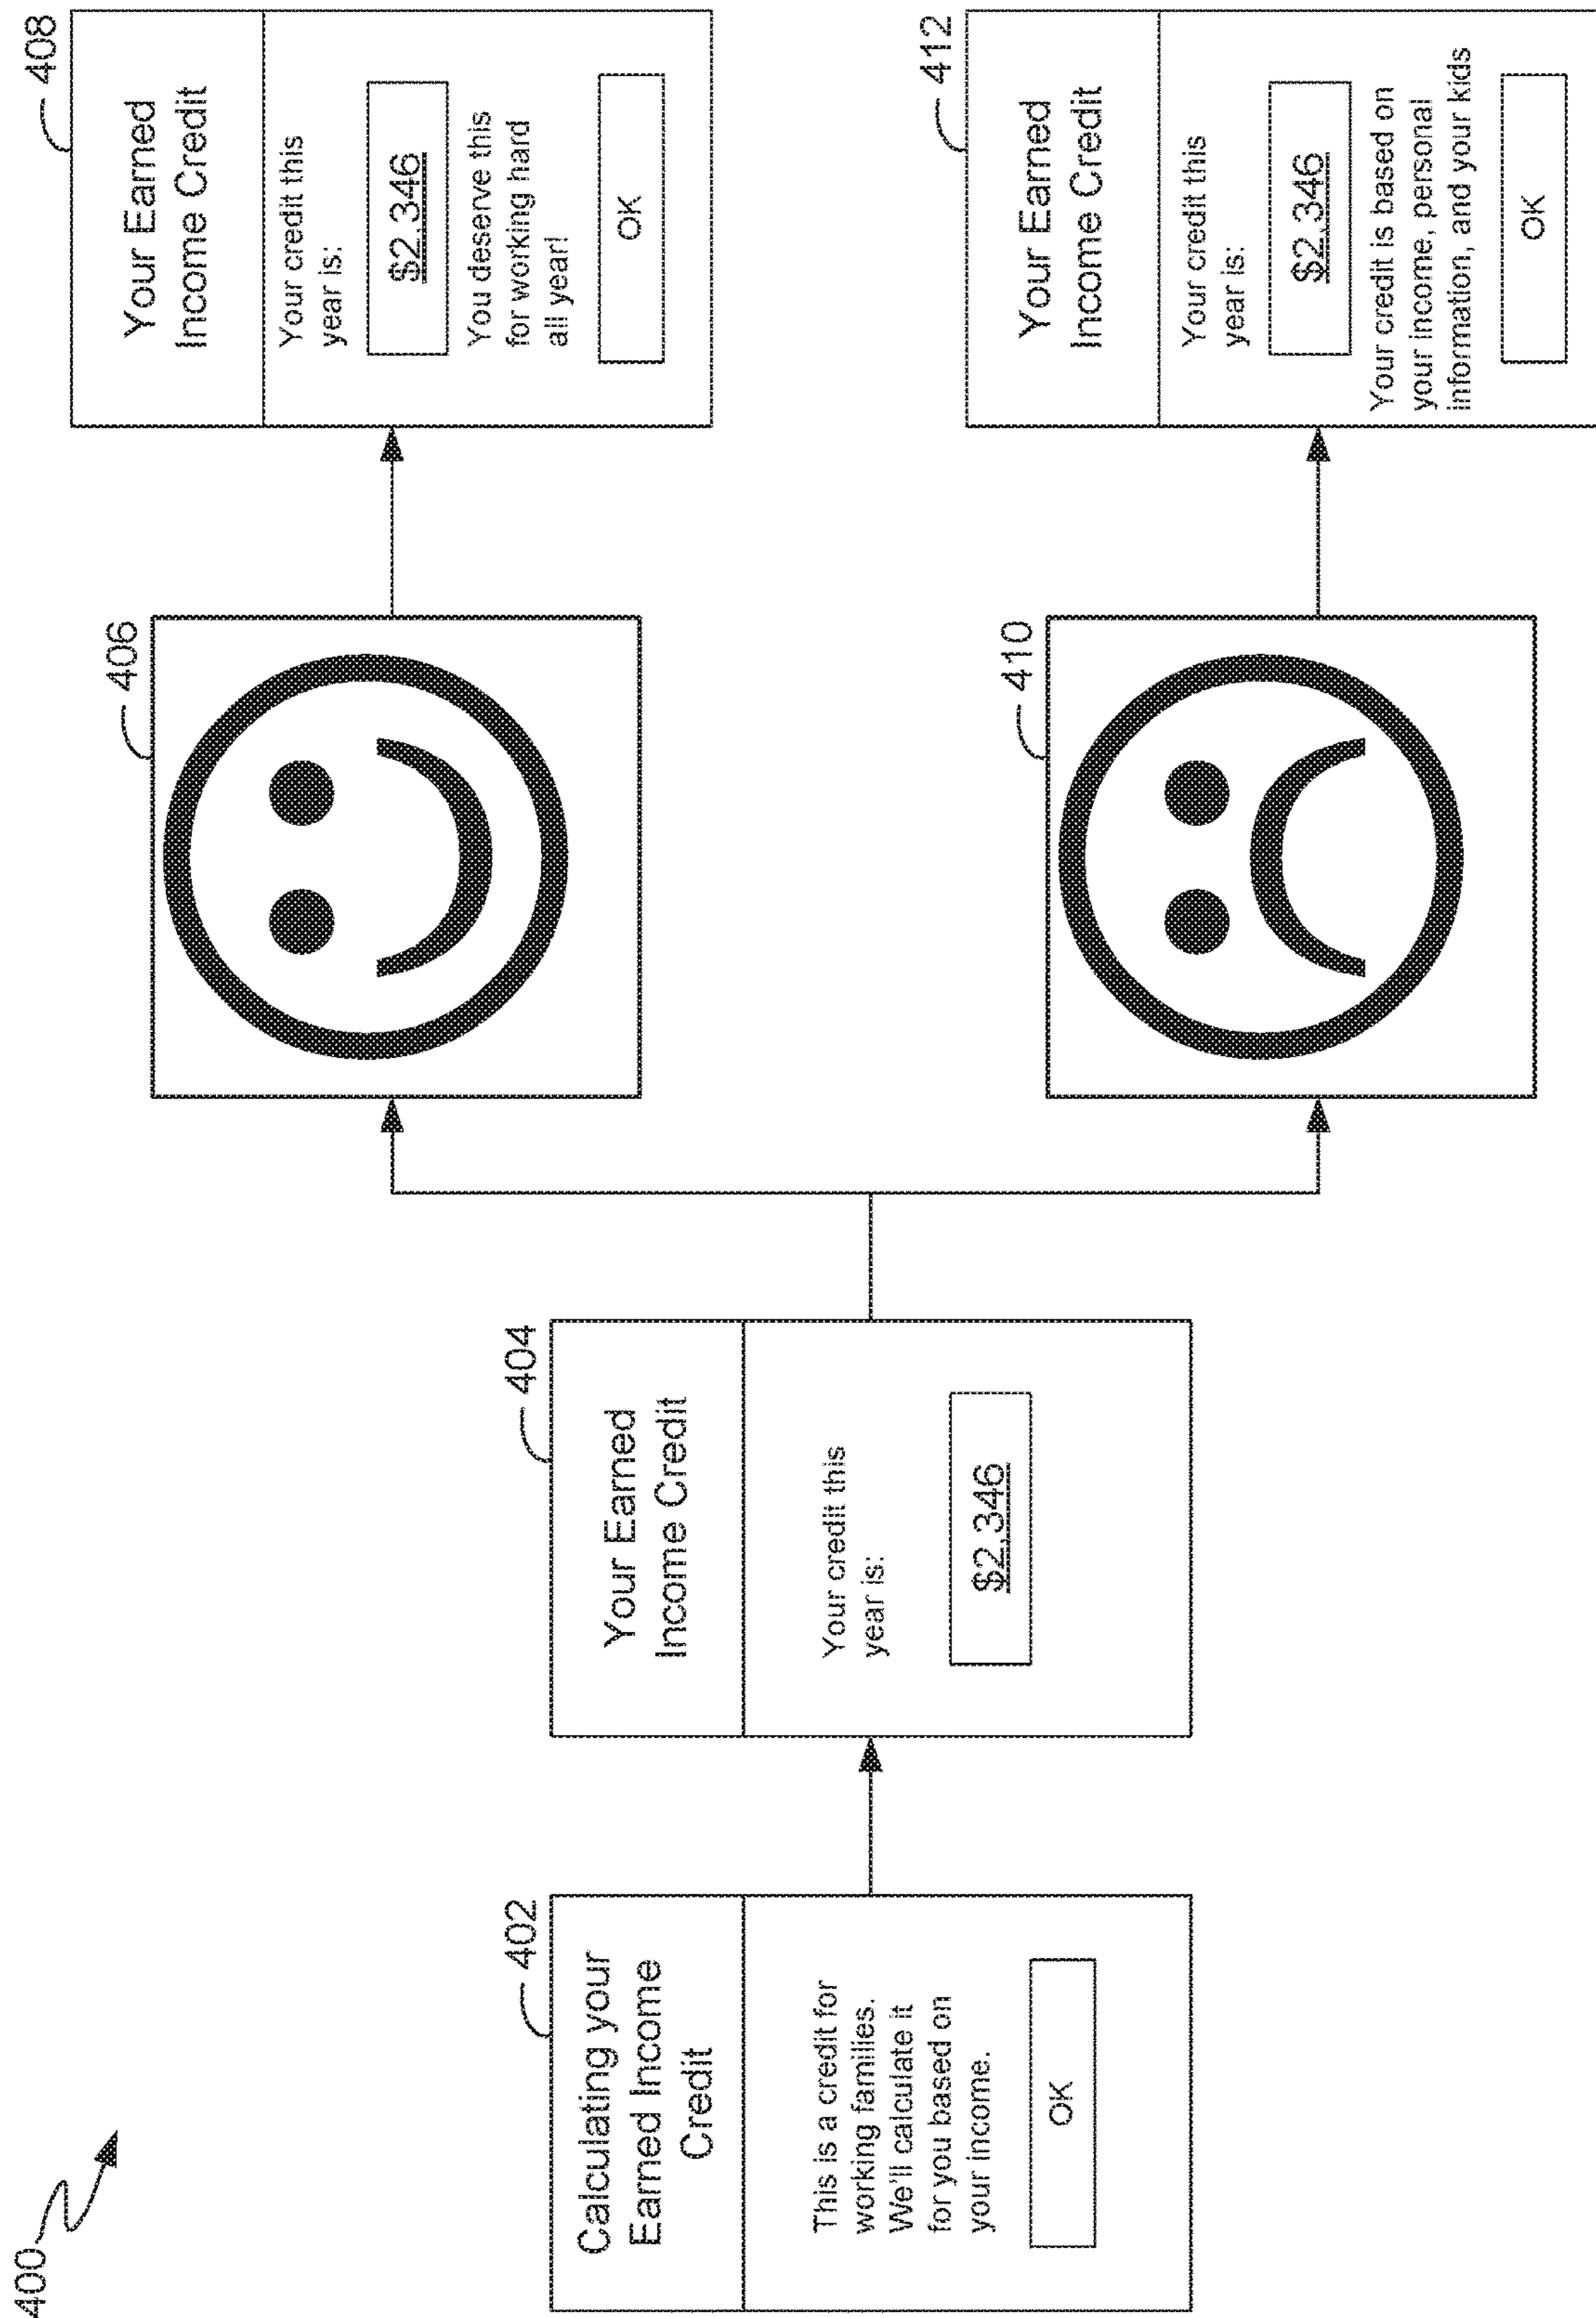 400
402
Calculating your
Earned Income
Credit
This is a credit for
working families.
We'll calculate it
for you based on
your income.
OK
404
Your Earned
Income Credit
Your credit this
year is:
$2,346
406
408
Your Earned
Income Credit
Your credit this
year is:
$2,346
You deserve this
for working hard
all year!
OK
410
412
Your Earned
Income Credit
Your credit this
year is:
$2,346
Your credit is based on
your income, personal
information, and your kids
OK